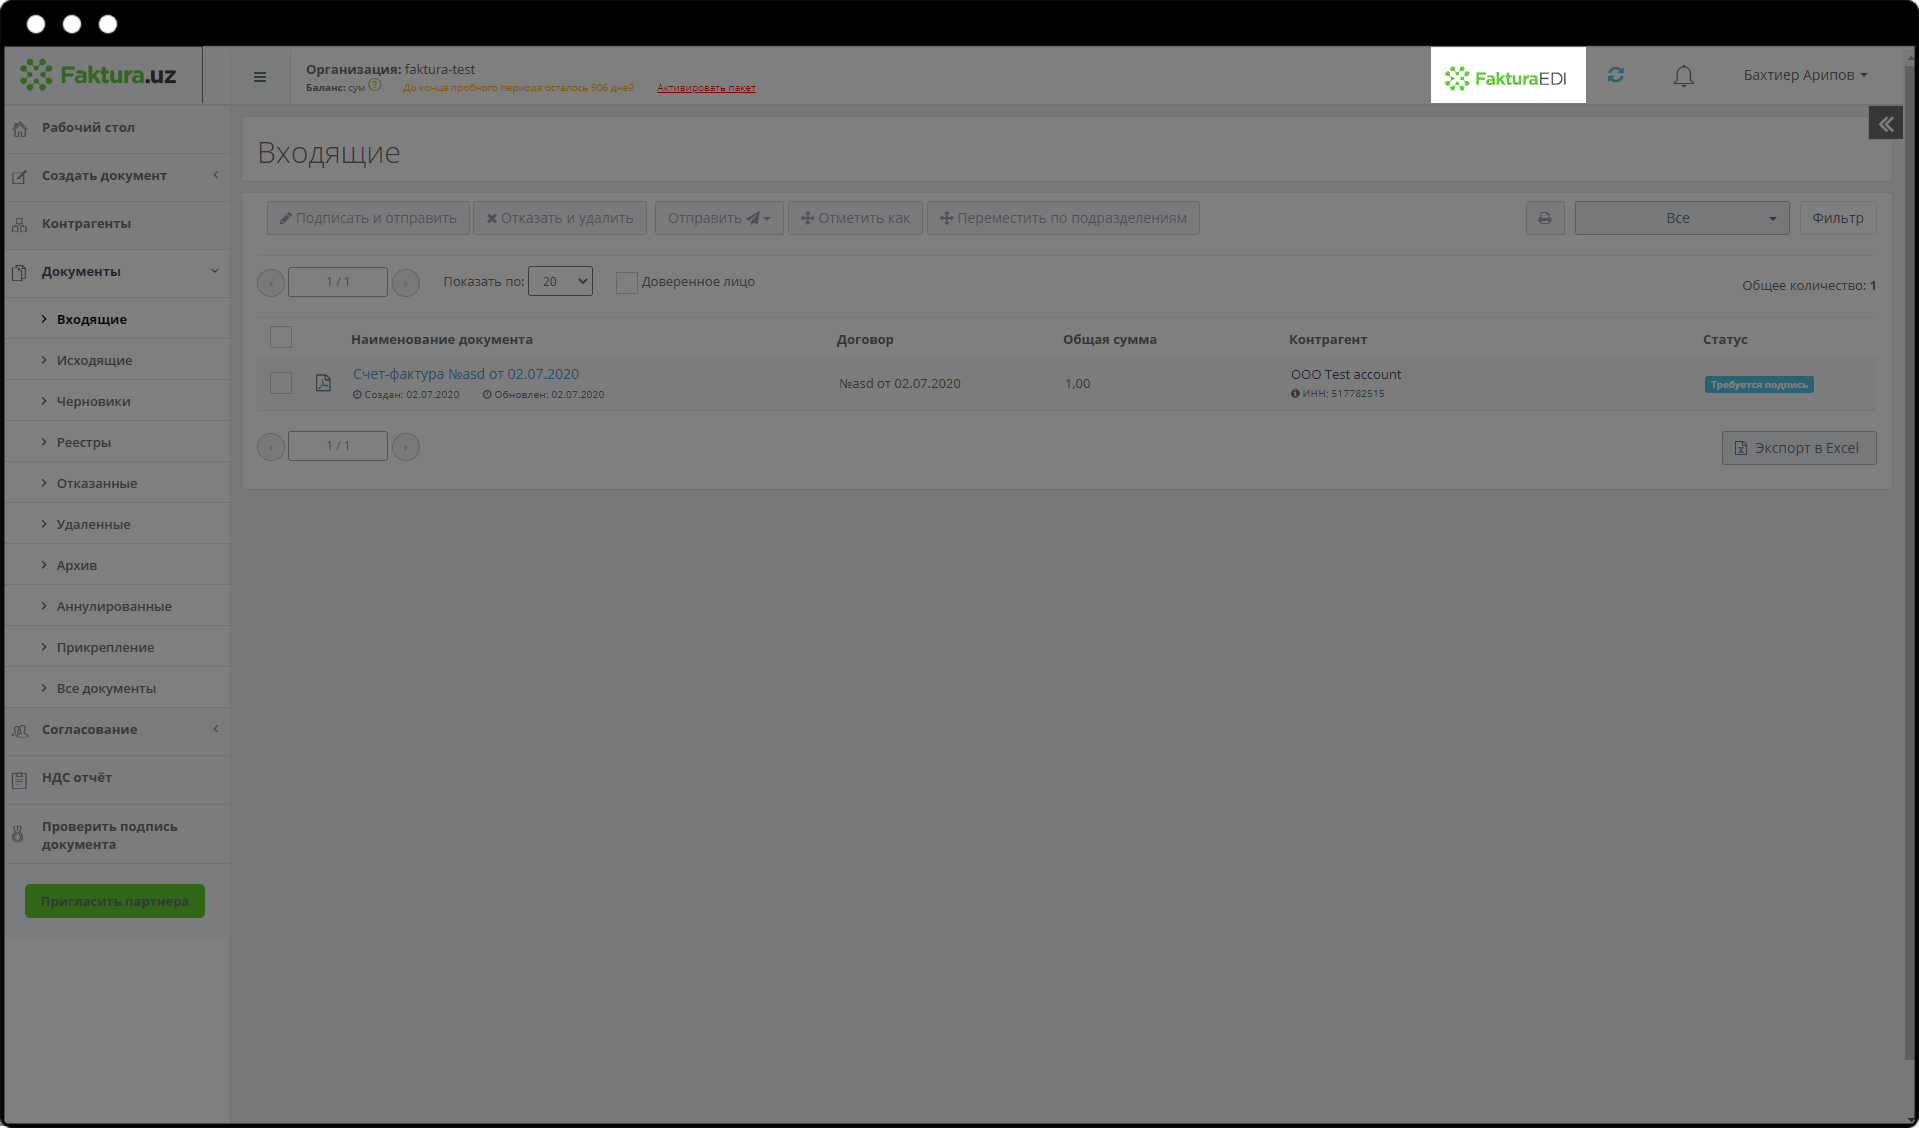 Faktura.uz
Организация: faktura-test
Баланс: сум ?
До конца пробного периода осталось 906 дней
Активировать пакет
FakturaEDI
Бахтиер Арипов
Рабочий стол
Создать документ
Контрагенты
Документы
Входящие
Исходящие
Черновики
Реестры
Отказанные
Удаленные
Архив
Аннулированные
Прикрепление
Все документы
Согласование
НДС отчёт
Проверить подпись
документа
Пригласить партнера
Входящие
Подписать и отправить
Отказать и удалить
Отправить
Отметить как
Переместить по подразделениям
Все
Фильтр
1 / 1
Показать по: 20
Доверенное лицо
Общее количество: 1
Наименование документа
Договор
Общая сумма
Контрагент
Статус
Счет-фактура №asd от 02.07.2020
Создан: 02.07.2020
Обновлен: 02.07.2020
№asd от 02.07.2020
1,00
ООО Test account
ИНН: 517782515
Требуется подпись
1 / 1
Экспорт в Excel